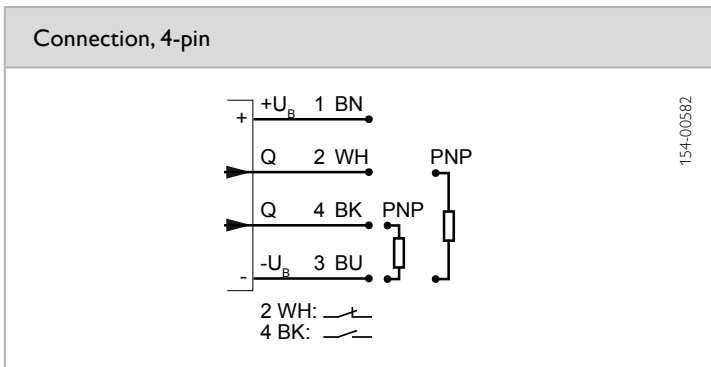 Connection, 4-pin
+ +U_B 1 BN
Q 2 WH PNP
Q 4 BK PNP
- -U_B 3 BU
2 WH:
4 BK:
154-00582